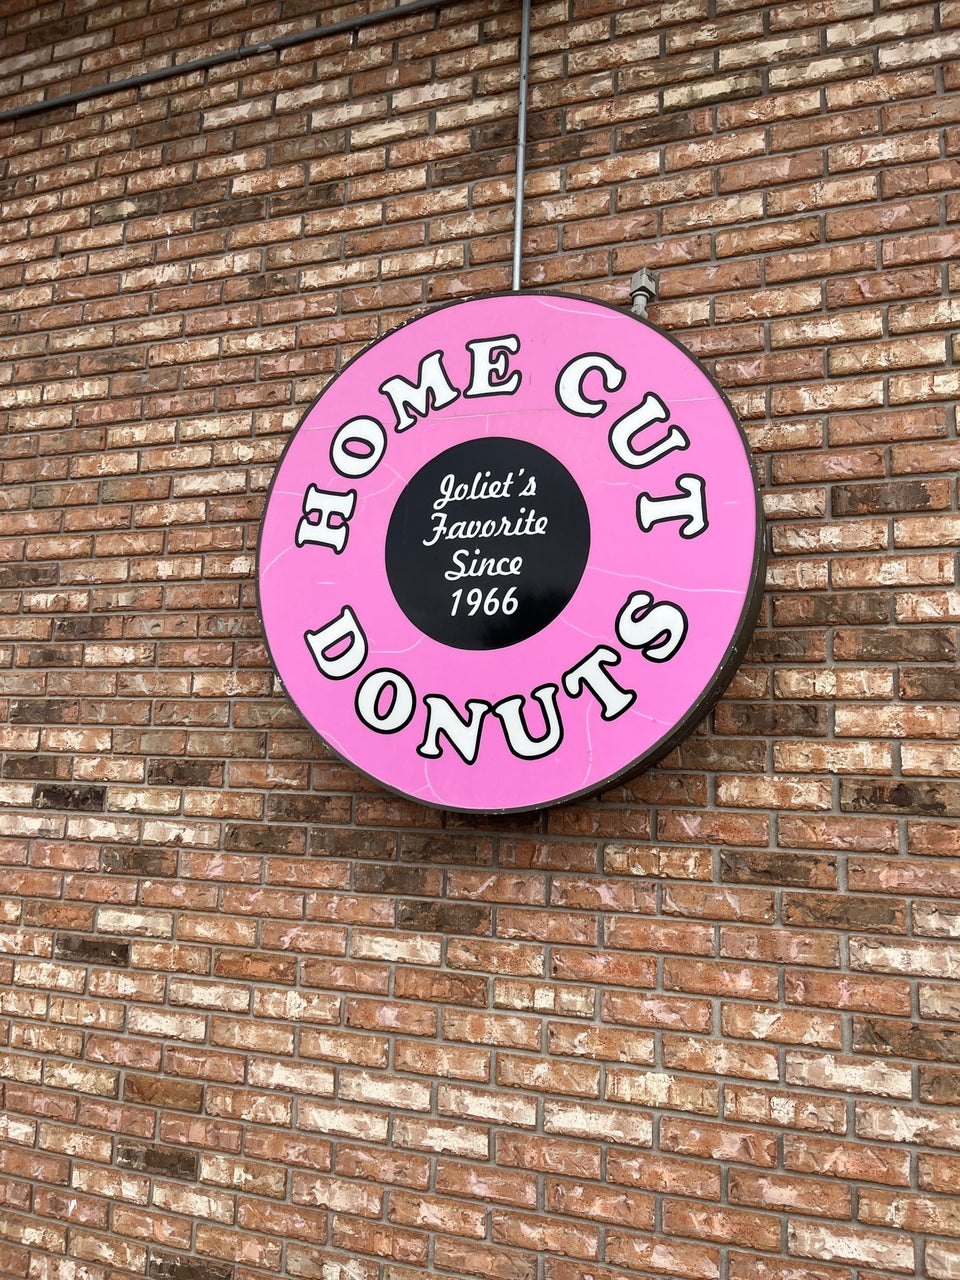 HOME CUT
DONUTS
Joliet's
Favorite
Since
1966